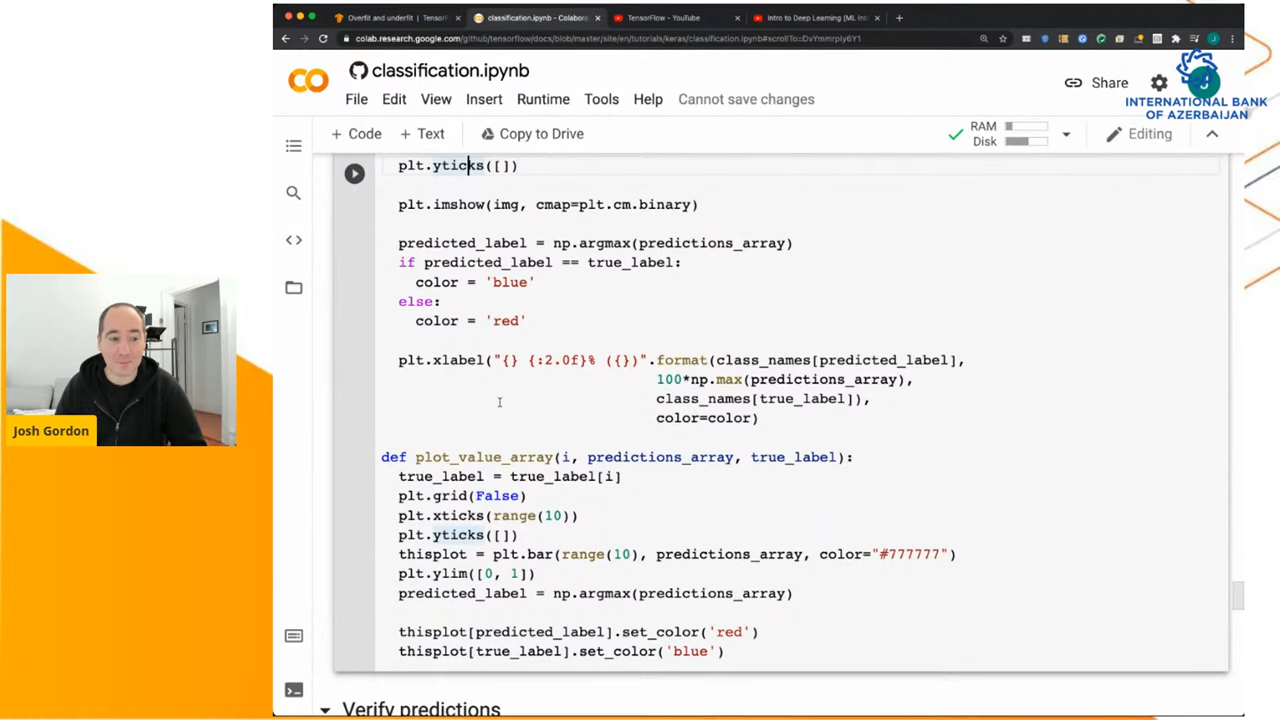 Overfit and underfit | TensorF
classification.ipynb - Colabora
TensorFlow - YouTube
Intro to Deep Learning (ML In
colab.research.google.com/github/tensorflow/docs/blob/master/site/en/tutorials/keras/classification.ipynb#scrollTo=DvYmmrpIy6Y1
classification.ipynb
Share
INTERNATIONAL BANK
OF AZERBAIJAN
File Edit View Insert Runtime Tools Help Cannot save changes
+ Code + Text Copy to Drive
RAM
Disk
Editing
plt.yticks([])
plt.imshow(img, cmap=plt.cm.binary)
predicted_label = np.argmax(predictions_array)
if predicted_label == true_label:
color = 'blue'
else:
color = 'red'
plt.xlabel("{} {:2.0f}% ({})".format(class_names[predicted_label],
100*np.max(predictions_array),
class_names[true_label]),
color=color)
def plot_value_array(i, predictions_array, true_label):
true_label = true_label[i]
plt.grid(False)
plt.xticks(range(10))
plt.yticks([])
thisplot = plt.bar(range(10), predictions_array, color="#777777")
plt.ylim([0, 1])
predicted_label = np.argmax(predictions_array)
thisplot[predicted_label].set_color('red')
thisplot[true_label].set_color('blue')
Verify predictions
Josh Gordon